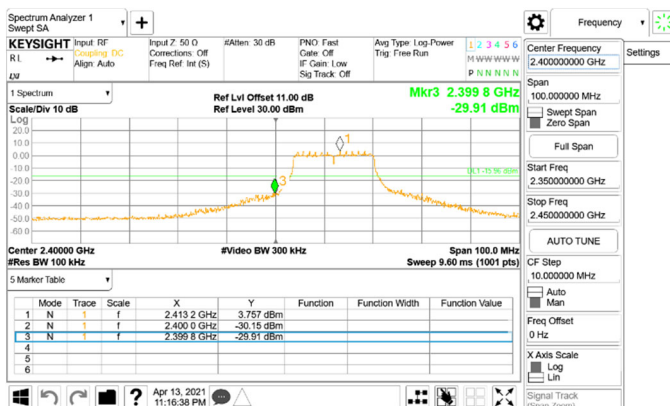 Spectrum Analyzer 1
Swept SA
+
Frequency
KEYSIGHT
R L
Input: RF
Coupling: DC
Align: Auto
Input Z: 50 Ω
Corrections: Off
Freq Ref: Int (S)
#Atten: 30 dB
PNO: Fast
Gate: Off
IF Gain: Low
Sig Track: Off
Avg Type: Log-Power
Trig: Free Run
1 2 3 4 5 6
M W W W W W
P N N N N N
Center Frequency
2.400000000 GHz
Settings
Span
100.000000 MHz
Swept Span
Zero Span
Full Span
Start Freq
2.350000000 GHz
Stop Freq
2.450000000 GHz
AUTO TUNE
CF Step
10.000000 MHz
Auto
Man
Freq Offset
0 Hz
X Axis Scale
Log
Lin
Signal Track
(Span Zoom)
1 Spectrum
Scale/Div 10 dB
Log
Ref Lvl Offset 11.00 dB
Ref Level 30.00 dBm
Mkr3 2.399 8 GHz
-29.91 dBm
20.0
10.0
0.00
-10.0
-20.0
-30.0
-40.0
-50.0
-60.0
1
3
Center 2.40000 GHz
#Res BW 100 kHz
#Video BW 300 kHz
Span 100.0 MHz
Sweep 9.60 ms (1001 pts)
5 Marker Table
Mode Trace Scale X Y Function Function Width Function Value
1 N 1 f 2.413 2 GHz 3.757 dBm
2 N 1 f 2.400 0 GHz -30.15 dBm
3 N 1 f 2.399 8 GHz -29.91 dBm
4
5
6
?
Apr 13, 2021
11:16:38 PM